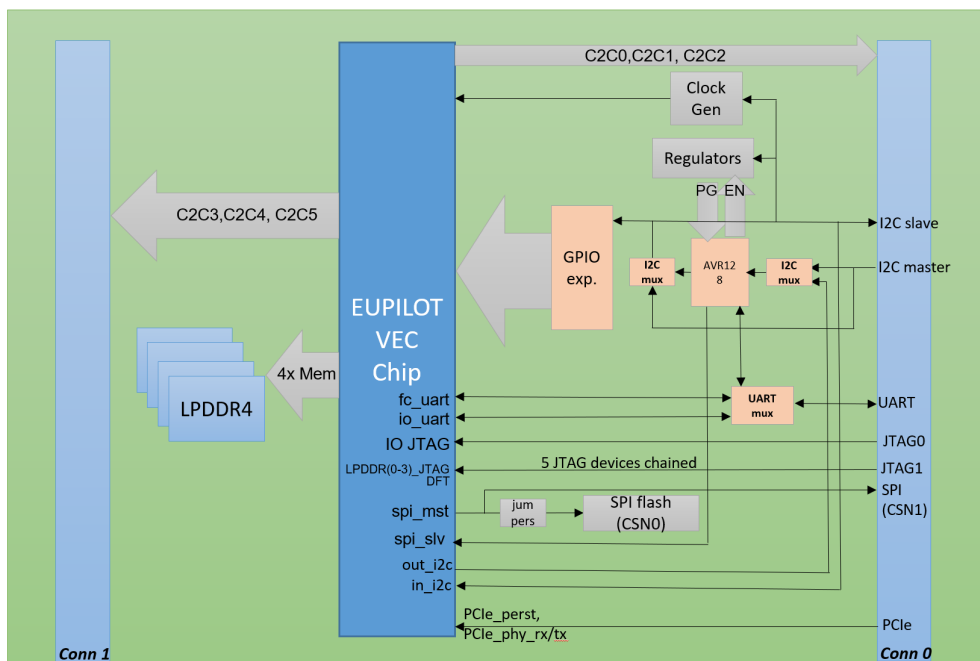 C2C0,C2C1, C2C2
Clock
Gen
Regulators
PG EN
C2C3,C2C4, C2C5
I2C slave
GPIO
exp.
I2C
mux
AVR12
8
I2C
mux
I2C master
EUPILOT
VEC
Chip
4x Mem
LPDDR4
fc_uart
io_uart
UART
mux
UART
IO JTAG
JTAG0
LPDDR(0-3)_JTAG
DFT
5 JTAG devices chained
JTAG1
SPI
(CSN1)
spi_mst
jum
pers
SPI flash
(CSN0)
spi_slv
out_i2c
in_i2c
PCIe_perst,
PCIe_phy_rx/tx
PCIe
Conn 1
Conn 0